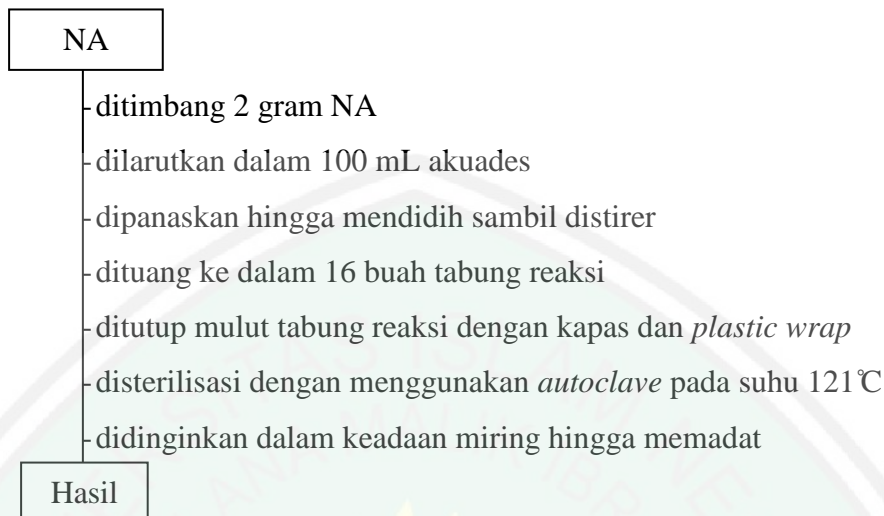 NA
-ditimbang 2 gram NA
-dilarutkan dalam 100 mL akuades
-dipanaskan hingga mendidih sambil distirer
-dituang ke dalam 16 buah tabung reaksi
-ditutup mulut tabung reaksi dengan kapas dan plastic wrap
-disterilisasi dengan menggunakan autoclave pada suhu 121℃
-didinginkan dalam keadaan miring hingga memadat
Hasil